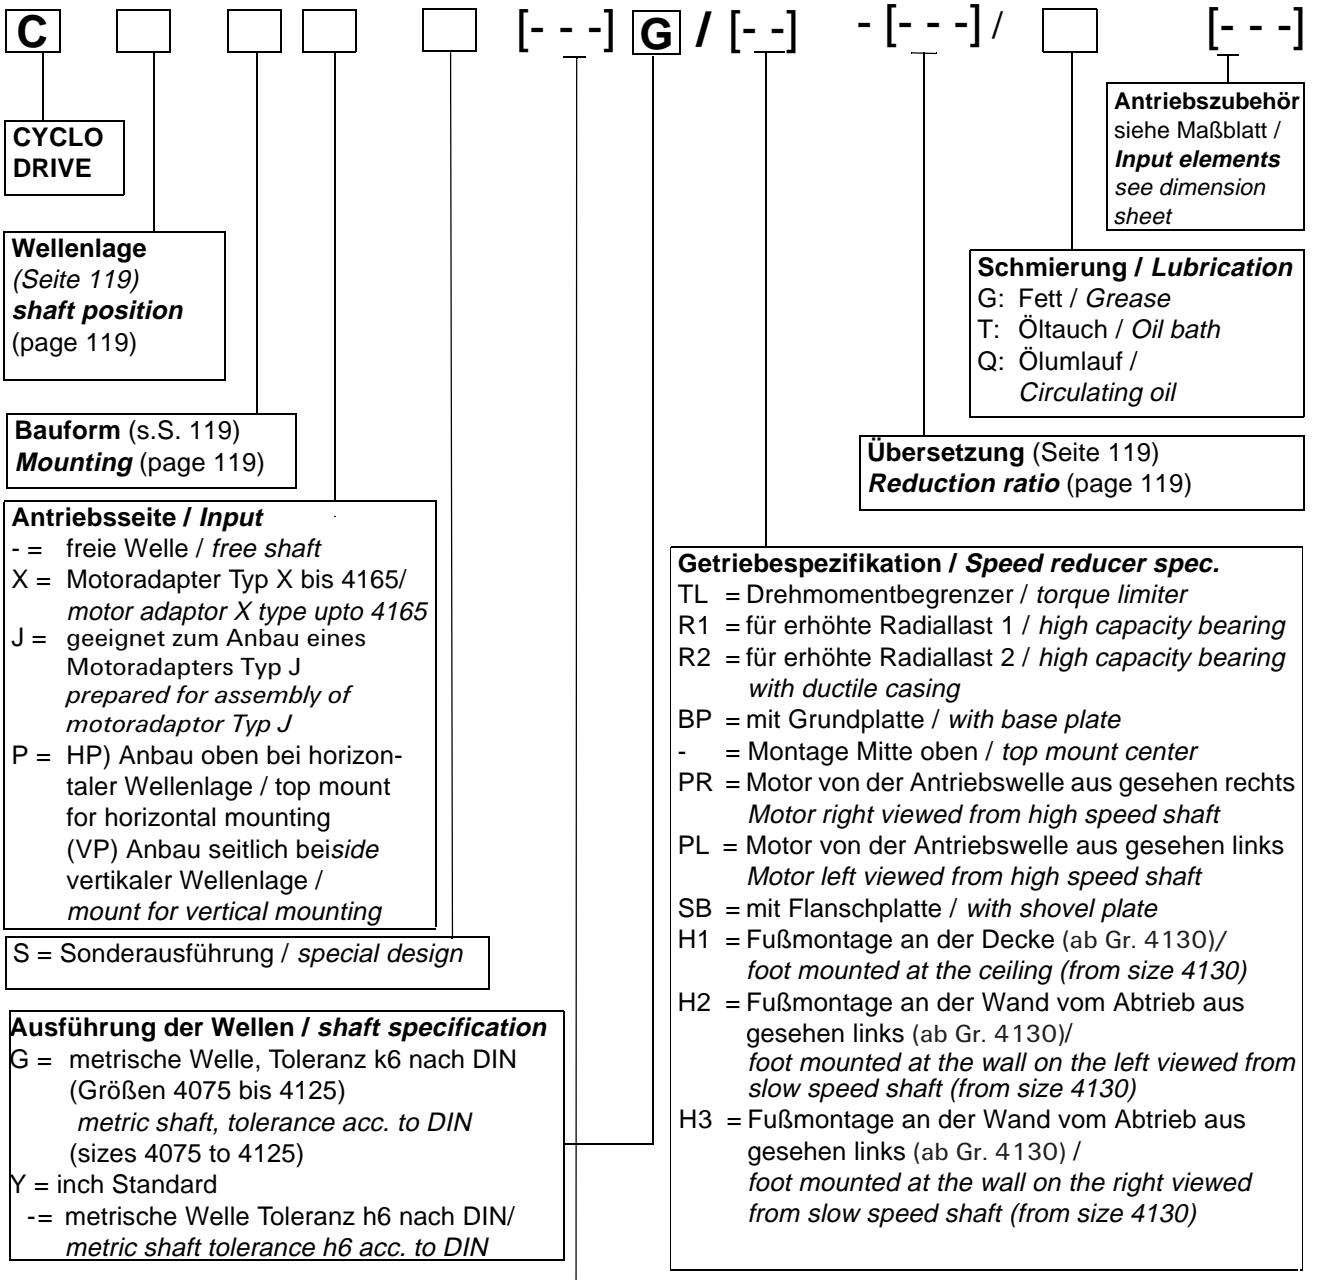 C [- - -] G / [- -] - [- - -] / [- - -]
Antriebszubehör
siehe Maßblatt /
Input elements
see dimension
sheet
CYCLO
DRIVE
Wellenlage
(Seite 119)
shaft position
(page 119)
Schmierung / Lubrication
G: Fett / Grease
T: Öltauch / Oil bath
Q: Ölumlauf /
Circulating oil
Bauform (s.S. 119)
Mounting (page 119)
Übersetzung (Seite 119)
Reduction ratio (page 119)
Antriebsseite / Input
- = freie Welle / free shaft
X = Motoradapter Typ X bis 4165/
motor adaptor X type upto 4165
J = geeignet zum Anbau eines
Motoradapters Typ J
prepared for assembly of
motoradaptor Typ J
P = HP) Anbau oben bei horizon-
taler Wellenlage / top mount
for horizontal mounting
(VP) Anbau seitlich beiside
vertikaler Wellenlage /
mount for vertical mounting
S = Sonderausführung / special design
Ausführung der Wellen / shaft specification
G = metrische Welle, Toleranz k6 nach DIN
(Größen 4075 bis 4125)
metric shaft, tolerance acc. to DIN
(sizes 4075 to 4125)
Y = inch Standard
-= metrische Welle Toleranz h6 nach DIN/
metric shaft tolerance h6 acc. to DIN
Getriebespezifikation / Speed reducer spec.
TL = Drehmomentbegrenzer / torque limiter
R1 = für erhöhte Radiallast 1 / high capacity bearing
R2 = für erhöhte Radiallast 2 / high capacity bearing
with ductile casing
BP = mit Grundplatte / with base plate
- = Montage Mitte oben / top mount center
PR = Motor von der Antriebswelle aus gesehen rechts
Motor right viewed from high speed shaft
PL = Motor von der Antriebswelle aus gesehen links
Motor left viewed from high speed shaft
SB = mit Flanschplatte / with shovel plate
H1 = Fußmontage an der Decke (ab Gr. 4130)/
foot mounted at the ceiling (from size 4130)
H2 = Fußmontage an der Wand vom Abtrieb aus
gesehen links (ab Gr. 4130)/
foot mounted at the wall on the left viewed from
slow speed shaft (from size 4130)
H3 = Fußmontage an der Wand vom Abtrieb aus
gesehen links (ab Gr. 4130) /
foot mounted at the wall on the right viewed
from slow speed shaft (from size 4130)